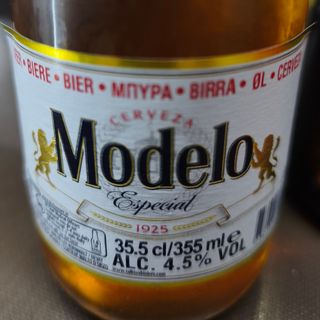 BIERE • BIER • ΜΠΥΡΑ • BIRRA • ØL • CERVE
CERVEZA
Modelo
Especial
1925
35.5 cl/355 ml e
ALC. 4.5% VOL